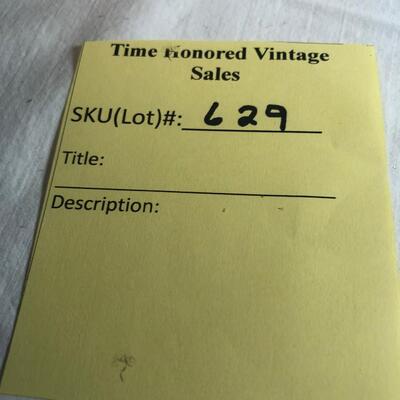 Time Honored Vintage
Sales
SKU(Lot)#: 629
Title:
Description: